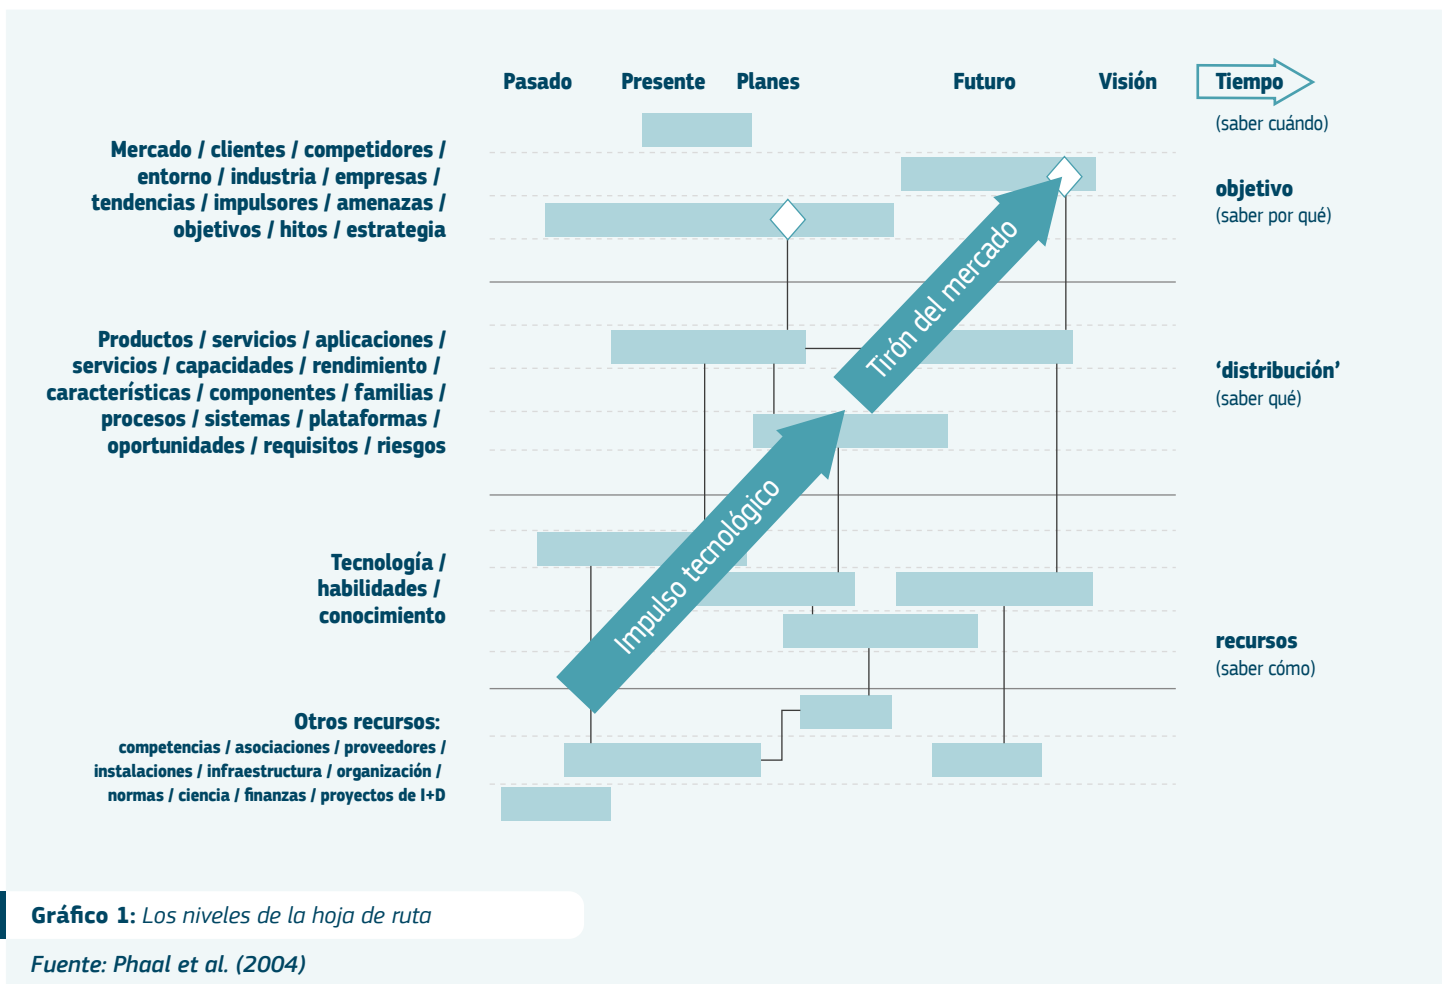 Pasado Presente Planes Futuro Visión Tiempo
(saber cuándo)
Mercado / clientes / competidores /
entorno / industria / empresas /
tendencias / impulsores / amenazas /
objetivos / hitos / estrategia
objetivo
(saber por qué)
Tirón del mercado
Productos / servicios / aplicaciones /
servicios / capacidades / rendimiento /
características / componentes / familias /
procesos / sistemas / plataformas /
oportunidades / requisitos / riesgos
‘distribución’
(saber qué)
Impulso tecnológico
Tecnología /
habilidades /
conocimiento
recursos
(saber cómo)
Otros recursos:
competencias / asociaciones / proveedores /
instalaciones / infraestructura / organización /
normas / ciencia / finanzas / proyectos de I+D
Gráfico 1: Los niveles de la hoja de ruta
Fuente: Phaal et al. (2004)